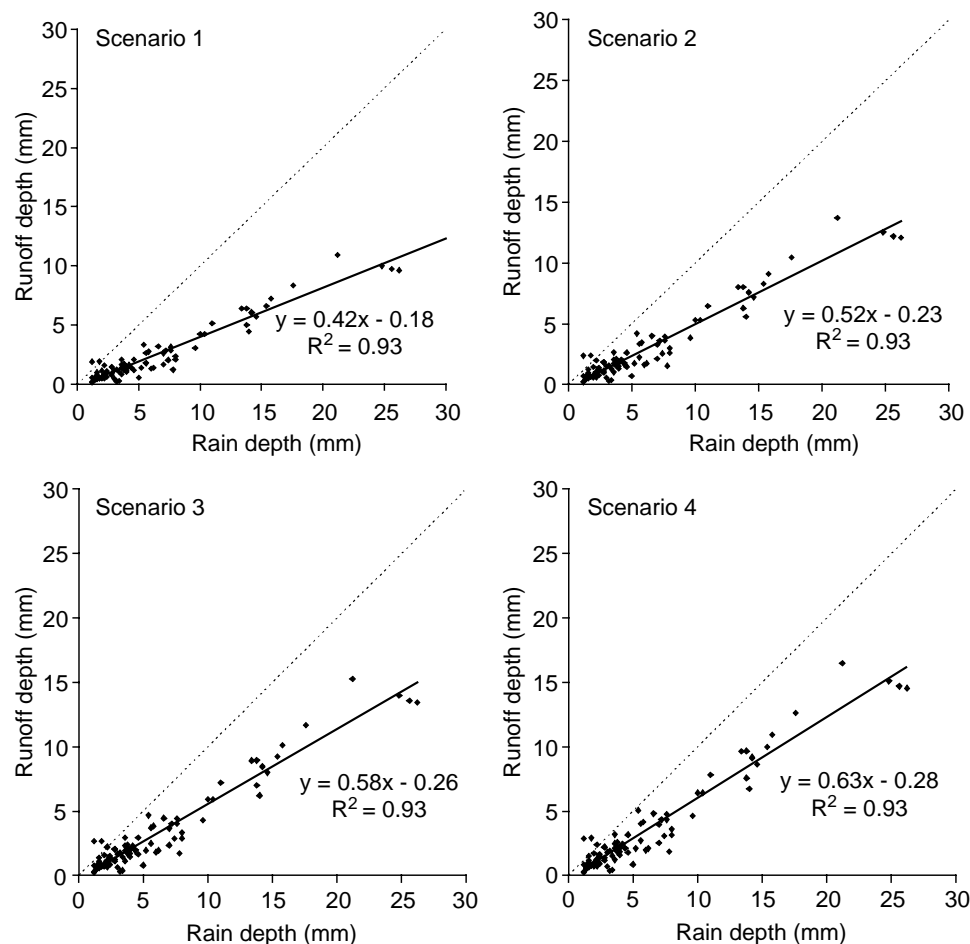 Scenario 1
Runoff depth (mm)
30
25
20
15
10
5
0
y = 0.42x - 0.18
R² = 0.93
0 5 10 15 20 25 30
Rain depth (mm)
Scenario 2
Runoff depth (mm)
30
25
20
15
10
5
0
y = 0.52x - 0.23
R² = 0.93
0 5 10 15 20 25 30
Rain depth (mm)
Scenario 3
Runoff depth (mm)
30
25
20
15
10
5
0
y = 0.58x - 0.26
R² = 0.93
0 5 10 15 20 25 30
Rain depth (mm)
Scenario 4
Runoff depth (mm)
30
25
20
15
10
5
0
y = 0.63x - 0.28
R² = 0.93
0 5 10 15 20 25 30
Rain depth (mm)